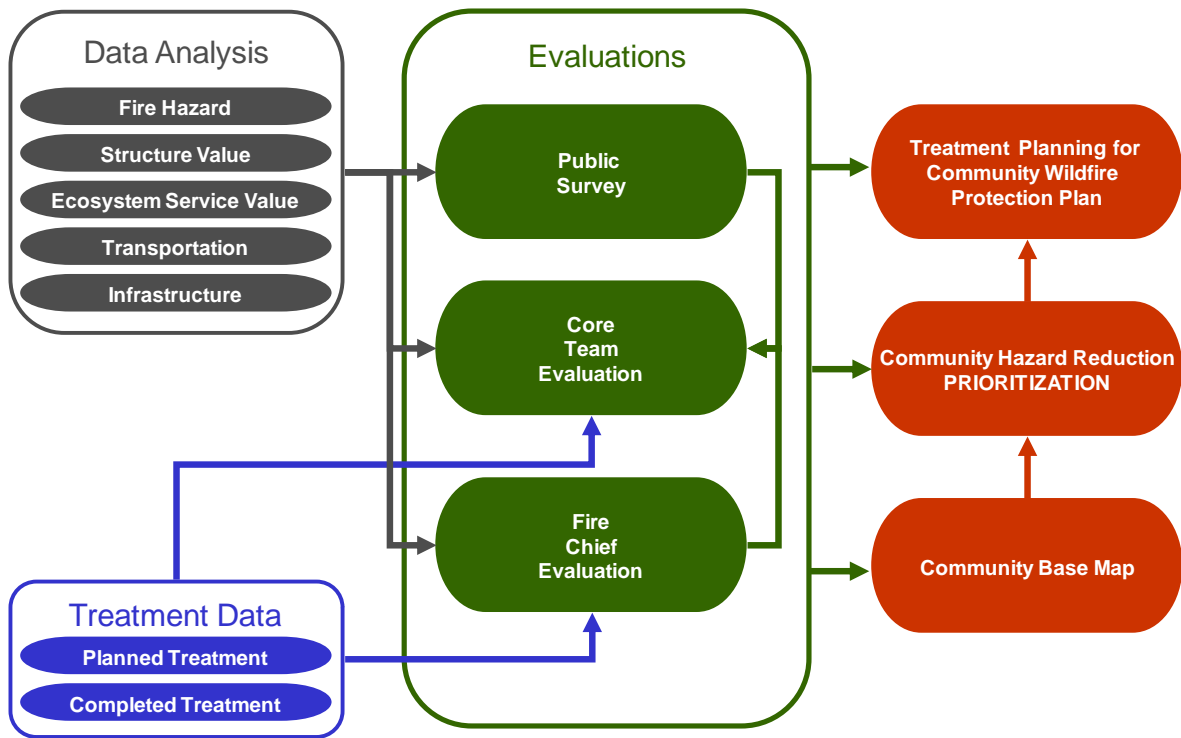 Data Analysis
Fire Hazard
Structure Value
Ecosystem Service Value
Transportation
Infrastructure
Treatment Data
Planned Treatment
Completed Treatment
Evaluations
Public
Survey
Core
Team
Evaluation
Fire
Chief
Evaluation
Treatment Planning for
Community Wildfire
Protection Plan
Community Hazard Reduction
PRIORITIZATION
Community Base Map